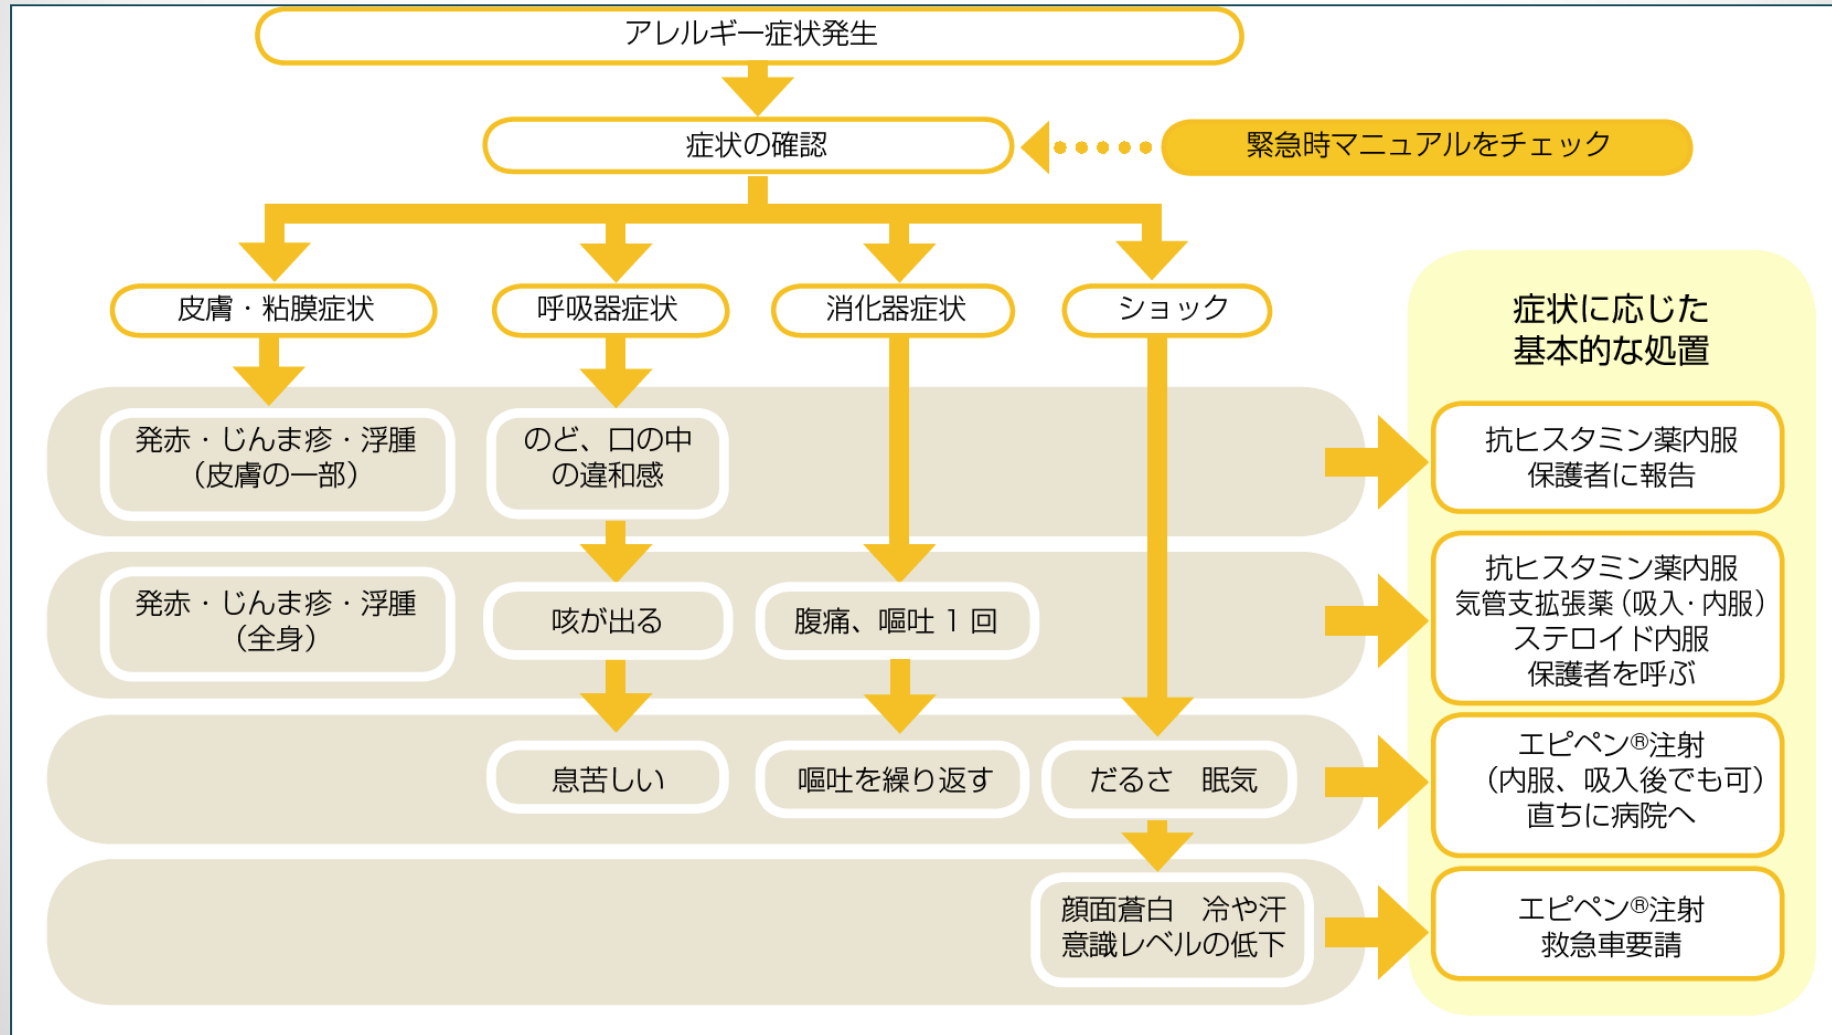 アレルギー症状発生
症状の確認
緊急時マニュアルをチェック
皮膚・粘膜症状
呼吸器症状
消化器症状
ショック
症状に応じた
基本的な処置
発赤・じんま疹・浮腫
（皮膚の一部）
のど、口の中
の違和感
抗ヒスタミン薬内服
保護者に報告
発赤・じんま疹・浮腫
（全身）
咳が出る
腹痛、嘔吐１回
抗ヒスタミン薬内服
気管支拡張薬（吸入・内服）
ステロイド内服
保護者を呼ぶ
息苦しい
嘔吐を繰り返す
だるさ　眠気
エピペン®注射
（内服、吸入後でも可）
直ちに病院へ
顔面蒼白　冷や汗
意識レベルの低下
エピペン®注射
救急車要請